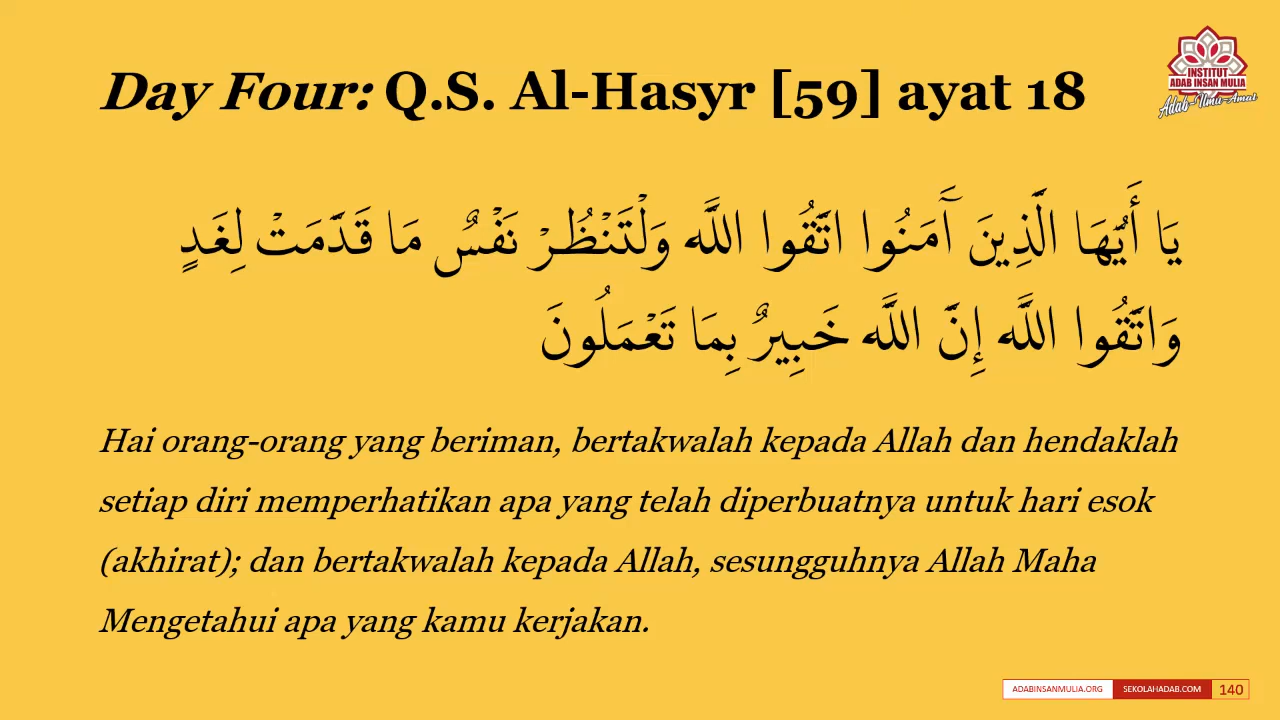 Day Four: Q.S. Al-Hasyr [59] ayat 18
INSTITUT
ADAB INSAN MULIA
Adab-Ilmu-Amal
يَا أَيُّهَا الَّذِينَ آمَنُوا اتَّقُوا اللَّه وَلْتَنْظُرْ نَفْسٌ مَا قَدَّمَتْ لِغَدٍ
وَاتَّقُوا اللَّه إِنَّ اللَّه خَبِيرٌ بِمَا تَعْمَلُونَ
Hai orang-orang yang beriman, bertakwalah kepada Allah dan hendaklah
setiap diri memperhatikan apa yang telah diperbuatnya untuk hari esok
(akhirat); dan bertakwalah kepada Allah, sesungguhnya Allah Maha
Mengetahui apa yang kamu kerjakan.
ADABINSANMULIA.ORG SEKOLAHADAB.COM 140